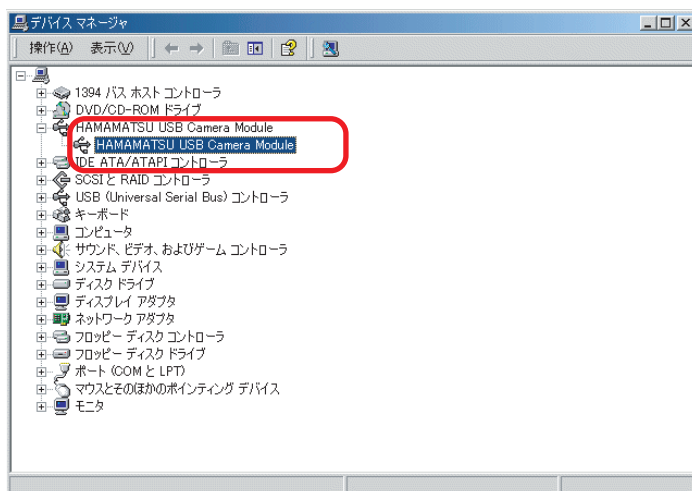 デバイス マネージャ
操作(A) 表示(V)
1394 バス ホスト コントローラ
DVD/CD-ROM ドライブ
HAMAMATSU USB Camera Module
HAMAMATSU USB Camera Module
IDE ATA/ATAPI コントローラ
SCSI と RAID コントローラ
USB (Universal Serial Bus) コントローラ
キーボード
コンピュータ
サウンド、ビデオ、およびゲーム コントローラ
システム デバイス
ディスク ドライブ
ディスプレイ アダプタ
ネットワーク アダプタ
フロッピー ディスク コントローラ
フロッピー ディスク ドライブ
ポート (COM と LPT)
マウスとそのほかのポインティング デバイス
モニタ